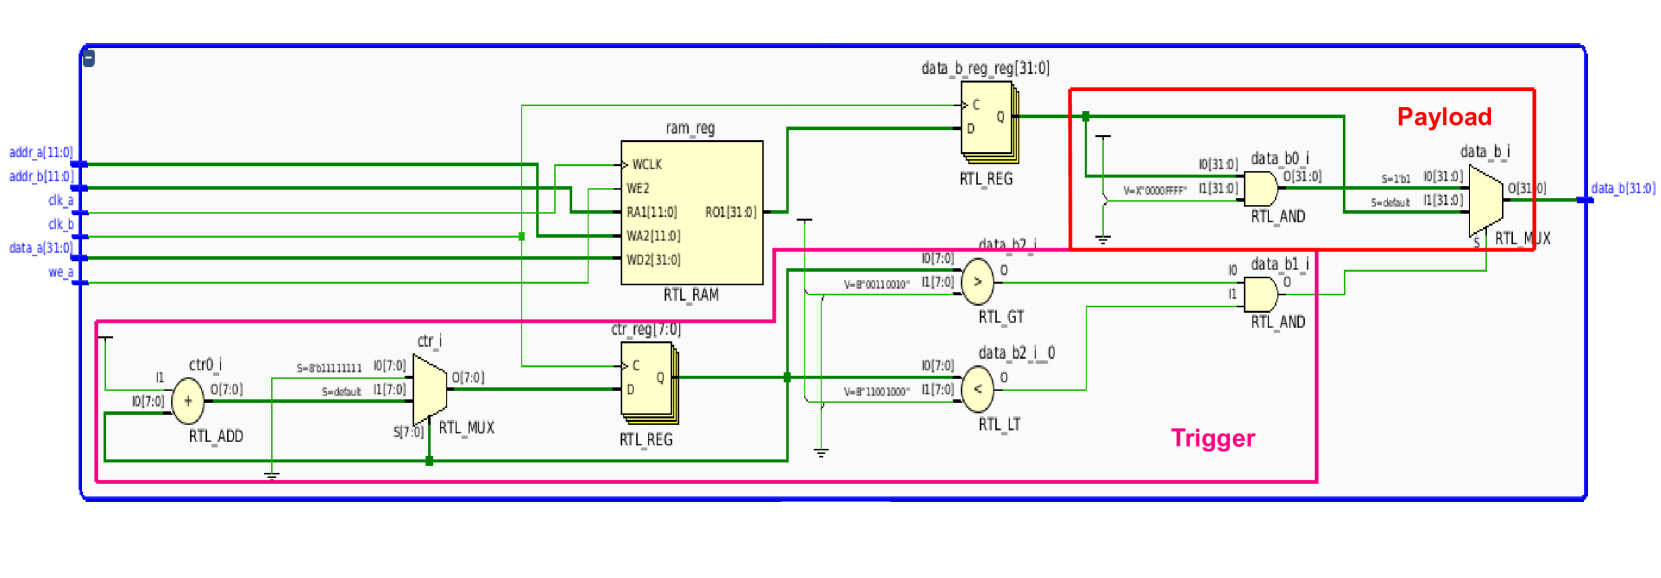 data_b_reg_reg[31:0]
C
Q
D
RTL_REG
Payload
ram_reg
addr_a[11:0]
addr_b[11:0]
clk_a
clk_b
data_a[31:0]
we_a
WCLK
WE2
RA1[11:0]
RO1[31:0]
WA2[11:0]
WD2[31:0]
RTL_RAM
data_b0_i
I0[31:0]
O[31:0]
V=X"0000FFFF"
I1[31:0]
RTL_AND
data_b_i
S=1'b1
I0[31:0]
O[31:0]
S=default
I1[31:0]
S
RTL_MUX
data_b[31:0]
data_b2_i
I0[7:0]
O
V=B"00110010"
I1[7:0]
RTL_GT
data_b1_i
I0
O
I1
RTL_AND
ctr0_i
I1
O[7:0]
I0[7:0]
+
RTL_ADD
ctr_i
S=8'b11111111
I0[7:0]
O[7:0]
S=default
I1[7:0]
S[7:0]
RTL_MUX
ctr_reg[7:0]
C
Q
D
RTL_REG
data_b2_i__0
I0[7:0]
O
V=B"11001000"
I1[7:0]
RTL_LT
>
<
Trigger